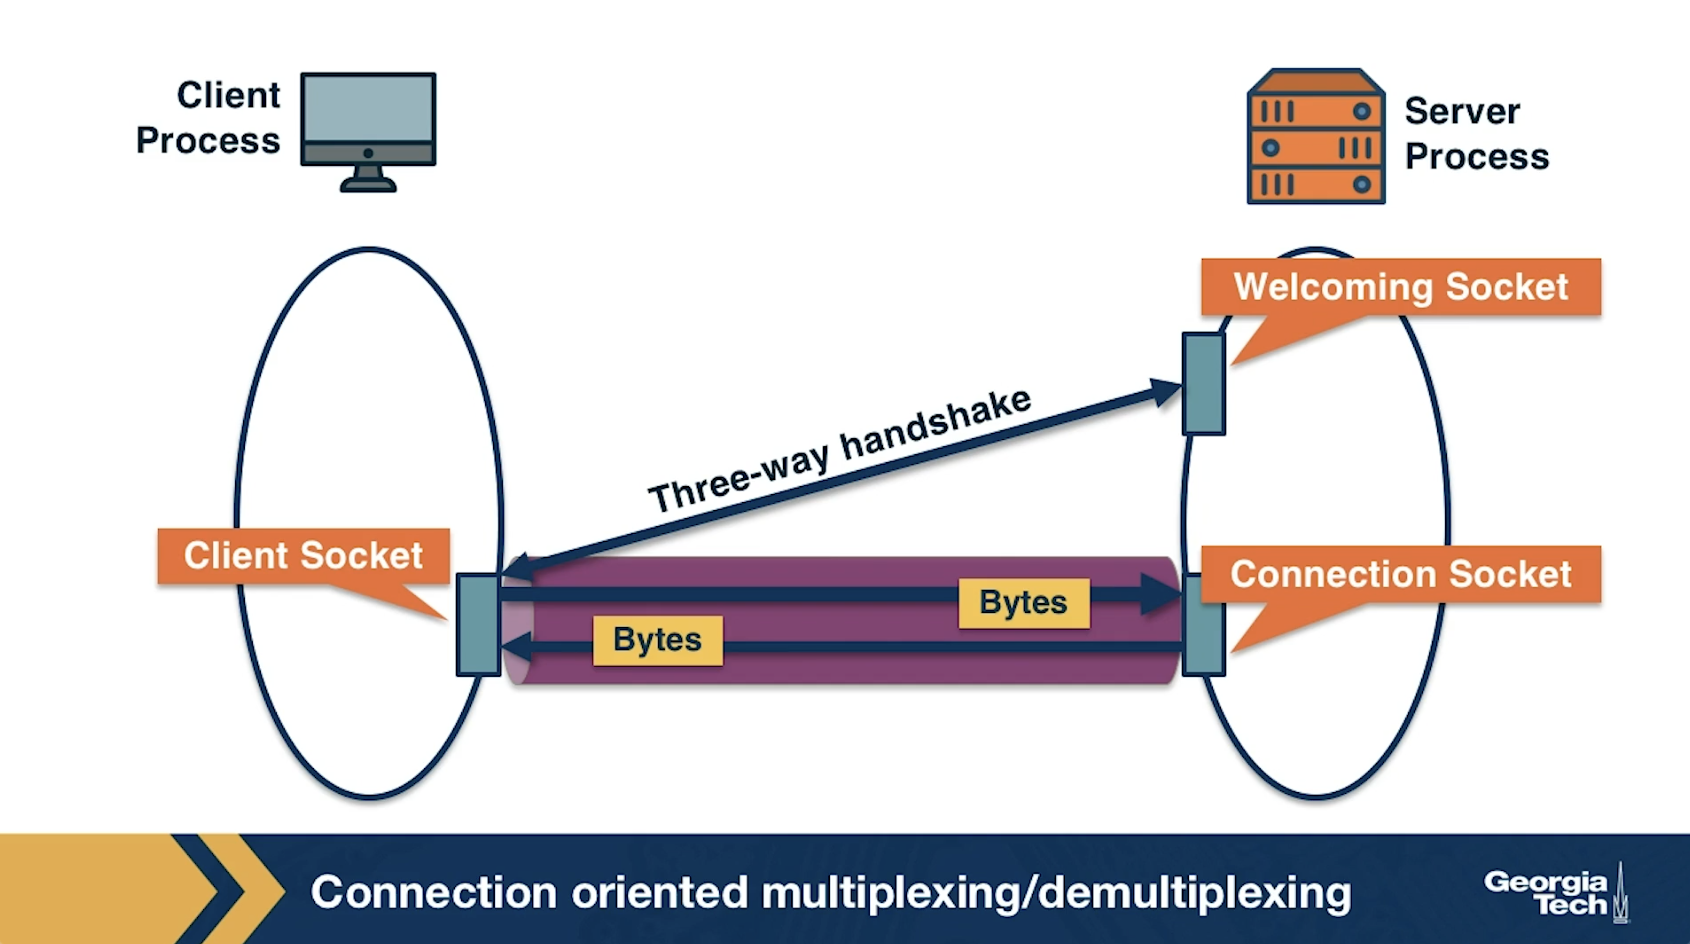 Client
Process
Server
Process
Welcoming Socket
Three-way handshake
Client Socket
Connection Socket
Bytes
Bytes
Connection oriented multiplexing/demultiplexing
Georgia
Tech